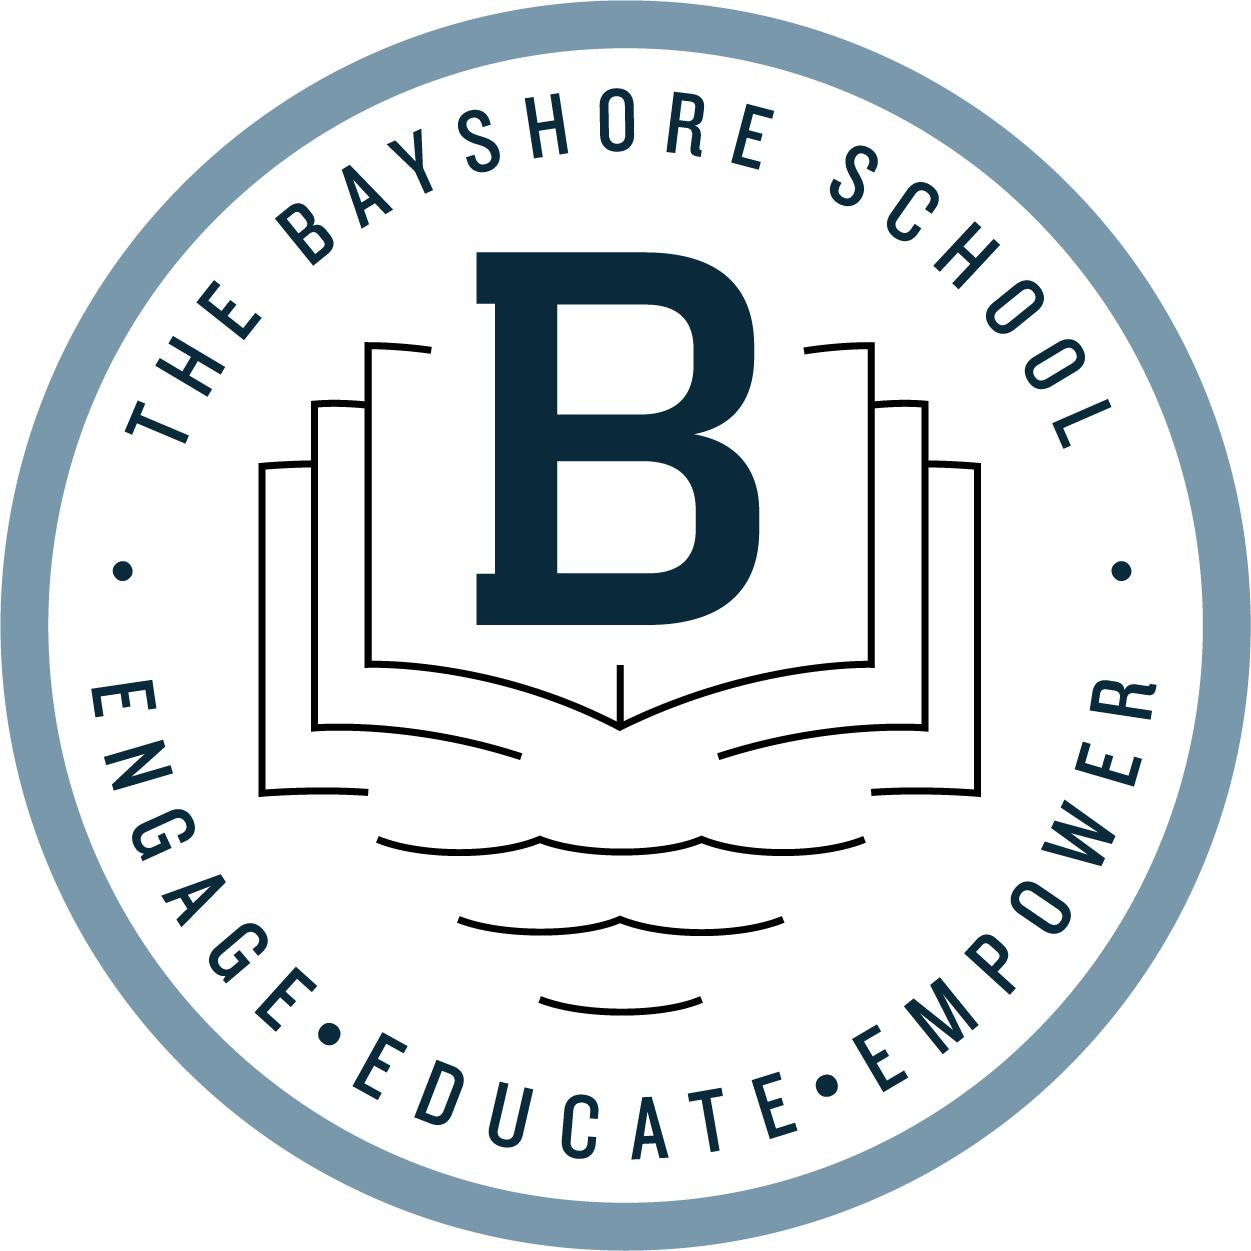 THE BAYSHORE SCHOOL
B
ENGAGE • EDUCATE • EMPOWER